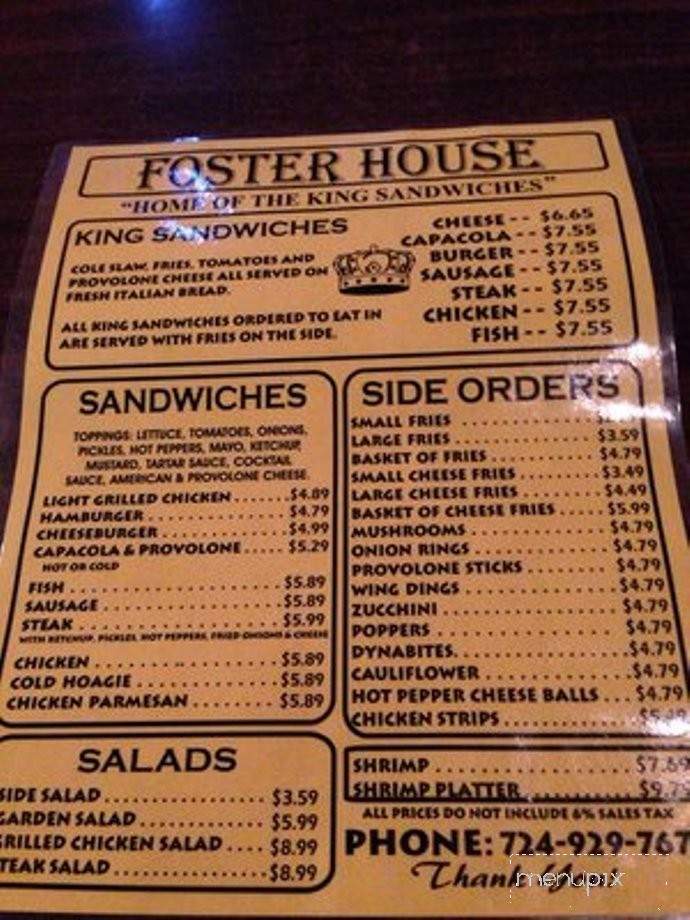 FOSTER HOUSE
"HOME OF THE KING SANDWICHES"
KING SANDWICHES
COLE SLAW, FRIES, TOMATOES AND
PROVOLONE CHEESE ALL SERVED ON
FRESH ITALIAN BREAD.
ALL KING SANDWICHES ORDERED TO EAT IN
ARE SERVED WITH FRIES ON THE SIDE.
CHEESE -- $6.65
CAPACOLA -- $7.55
BURGER -- $7.55
SAUSAGE -- $7.55
STEAK -- $7.55
CHICKEN -- $7.55
FISH -- $7.55
SANDWICHES
TOPPINGS: LETTUCE, TOMATOES, ONIONS,
PICKLES, HOT PEPPERS, MAYO, KETCHUP,
MUSTARD, TARTAR SAUCE, COCKTAIL
SAUCE, AMERICAN & PROVOLONE CHEESE.
LIGHT GRILLED CHICKEN.......$4.89
HAMBURGER................$4.79
CHEESEBURGER..............$4.99
CAPACOLA & PROVOLONE.....$5.29
HOT OR COLD
FISH......................$5.89
SAUSAGE...................$5.89
STEAK.....................$5.99
WITH KETCHUP, PICKLES, HOT PEPPERS, FRIED ONIONS & CHEESE
CHICKEN...................$5.89
COLD HOAGIE...............$5.89
CHICKEN PARMESAN........$5.89
SIDE ORDERS
SMALL FRIES ..............
LARGE FRIES ..............$3.59
BASKET OF FRIES...........$4.79
SMALL CHEESE FRIES........$3.49
LARGE CHEESE FRIES ........$4.49
BASKET OF CHEESE FRIES .....$5.99
MUSHROOMS................$4.79
ONION RINGS..............$4.79
PROVOLONE STICKS ........$4.79
WING DINGS...............$4.79
ZUCCHINI.................$4.79
POPPERS..................$4.79
DYNABITES................$4.79
CAULIFLOWER..............$4.79
HOT PEPPER CHEESE BALLS ...$4.79
CHICKEN STRIPS............
SALADS
SIDE SALAD................$3.59
GARDEN SALAD.............$5.99
GRILLED CHICKEN SALAD ....$8.99
STEAK SALAD...............$8.99
SHRIMP...................$7.69
SHRIMP PLATTER...........
ALL PRICES DO NOT INCLUDE 6% SALES TAX
PHONE: 724-929-767
Thank You
menupix